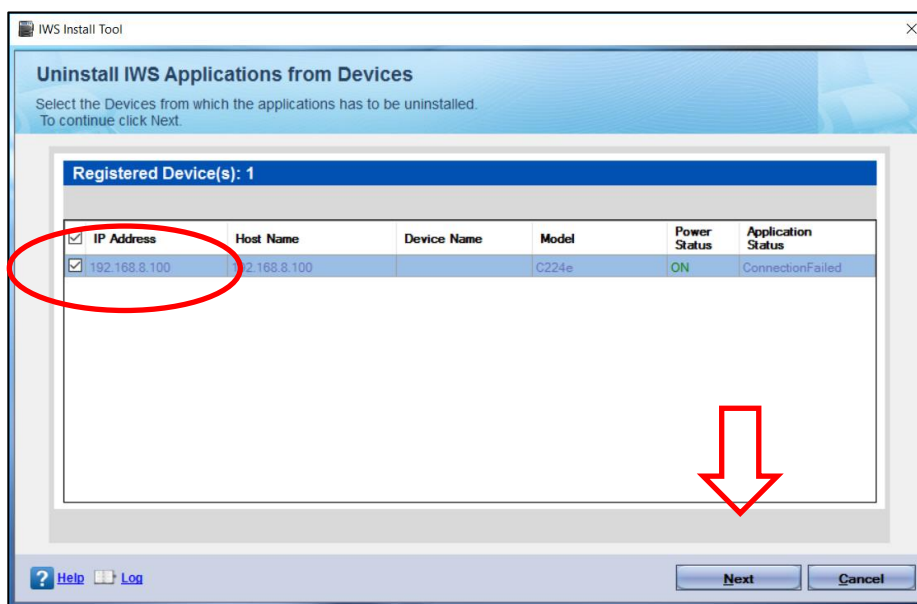 IWS Install Tool
Uninstall IWS Applications from Devices
Select the Devices from which the applications has to be uninstalled.
To continue click Next.
Registered Device(s): 1
IP Address Host Name Device Name Model Power Status Application Status
192.168.8.100 192.168.8.100 C224e ON ConnectionFailed
Help Log Next Cancel